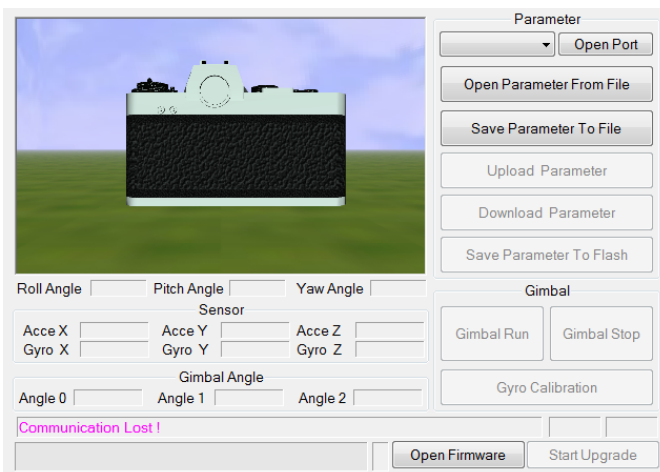 Parameter
Open Port
Open Parameter From File
Save Parameter To File
Upload Parameter
Download Parameter
Save Parameter To Flash
Roll Angle Pitch Angle Yaw Angle
Sensor
Acce X Acce Y Acce Z
Gyro X Gyro Y Gyro Z
Gimbal Angle
Angle 0 Angle 1 Angle 2
Gimbal
Gimbal Run Gimbal Stop
Gyro Calibration
Communication Lost !
Open Firmware Start Upgrade